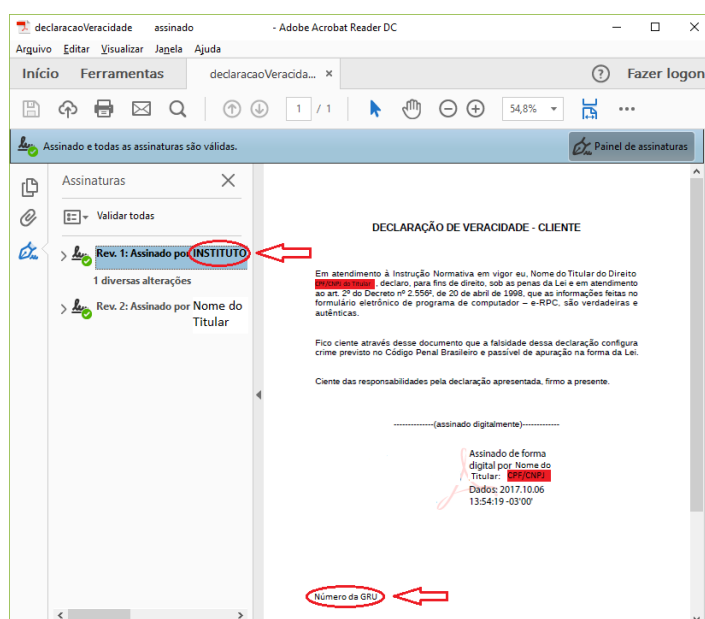 declaracaoVeracidade assinado - Adobe Acrobat Reader DC
Arquivo Editar Visualizar Janela Ajuda
Início Ferramentas declaracaoVeracida... × ? Fazer logon
1 / 1 54,8%
Assinado e todas as assinaturas são válidas. Painel de assinaturas
Assinaturas
Validar todas
Rev. 1: Assinado por INSTITUTO
1 diversas alterações
Rev. 2: Assinado por Nome do
Titular
DECLARAÇÃO DE VERACIDADE - CLIENTE
Em atendimento à Instrução Normativa em vigor eu, Nome do Titular do Direito
CPF/CNPJ do Titular, declaro, para fins de direito, sob as penas da Lei e em atendimento
ao art. 2º do Decreto nº 2.556², de 20 de abril de 1998, que as informações feitas no
formulário eletrônico de programa de computador – e-RPC, são verdadeiras e
autênticas.
Fico ciente através desse documento que a falsidade dessa declaração configura
crime previsto no Código Penal Brasileiro e passível de apuração na forma da Lei.
Ciente das responsabilidades pela declaração apresentada, firmo a presente.
-------------(assinado digitalmente)------------
Assinado de forma
digital por Nome do
Titular: CPF/CNPJ
Dados: 2017.10.06
13:54:19 -03'00'
Número da GRU